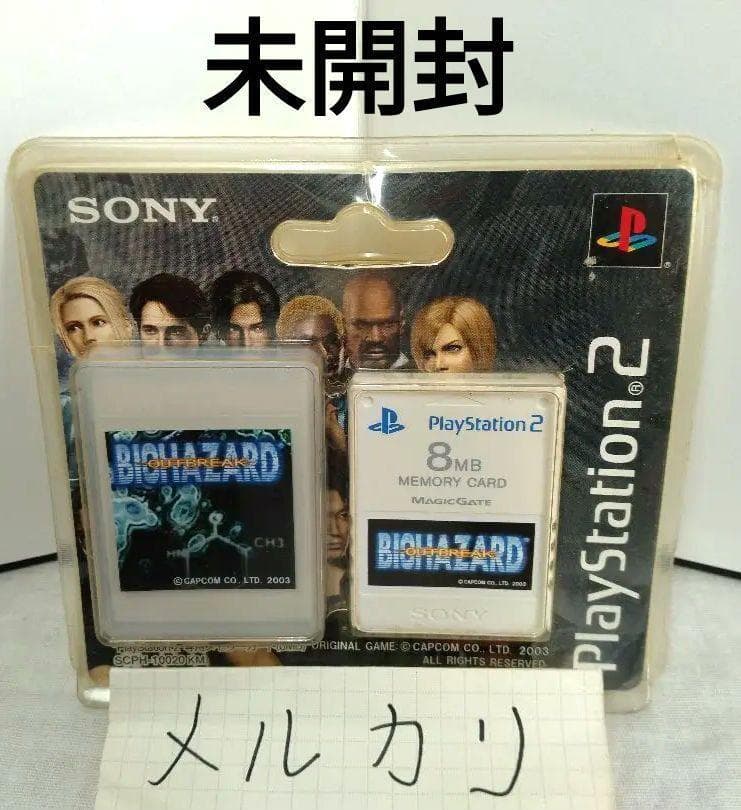 未開封
SONY
BIOHAZARD
OUTBREAK
CH3
© CAPCOM CO., LTD. 2003
PlayStation 2
8MB
MEMORY CARD
MAGICGATE
BIOHAZARD
OUTBREAK
© CAPCOM CO., LTD. 2003
SONY
PlayStation®2
SCPH-10020 KM
ORIGINAL GAME: © CAPCOM CO., LTD. 2003
ALL RIGHTS RESERVED
メルカリ